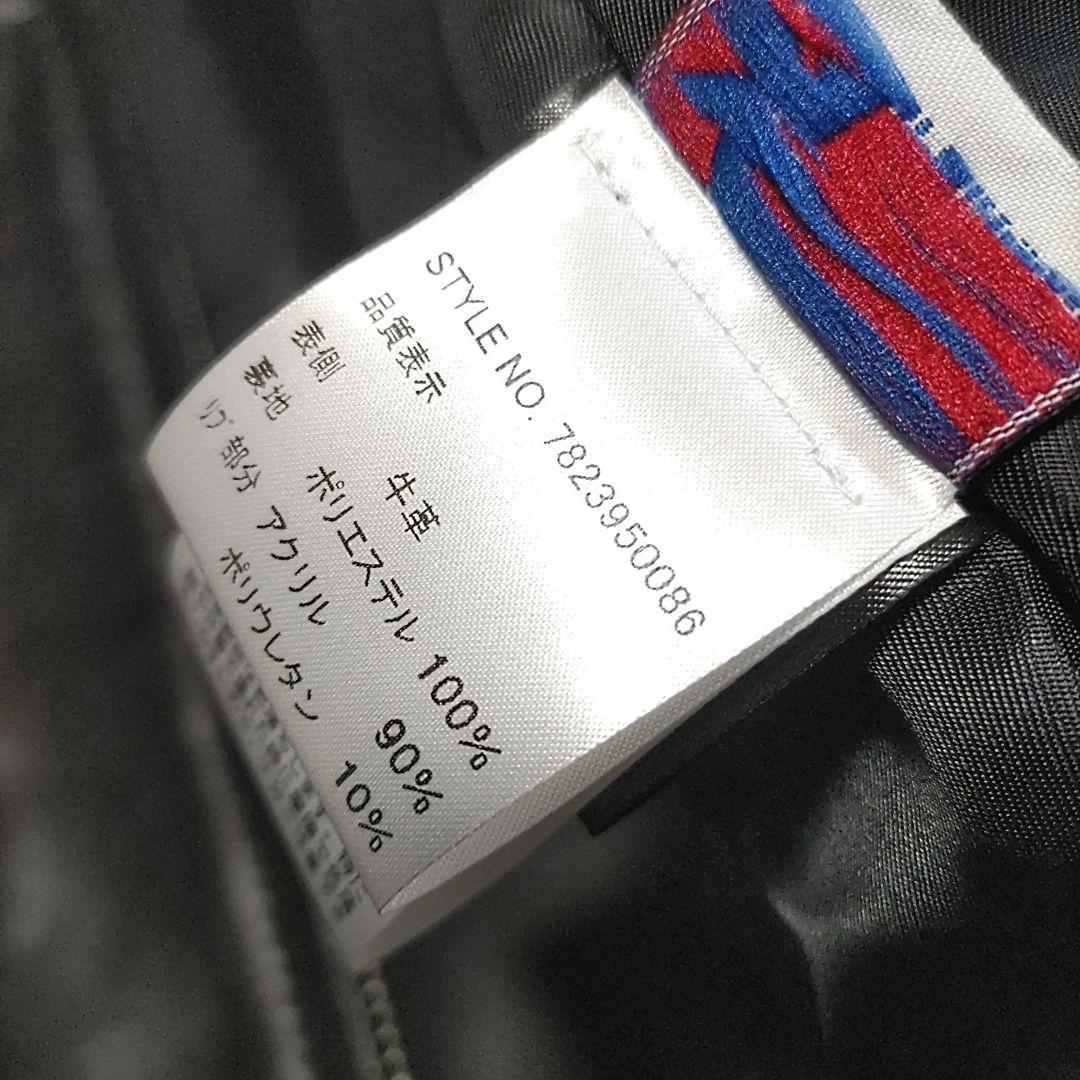 STYLE NO. 7823950086
品質表示
表側 牛革
裏地 ポリエステル 100%
リブ部分 アクリル 90%
ポリウレタン 10%